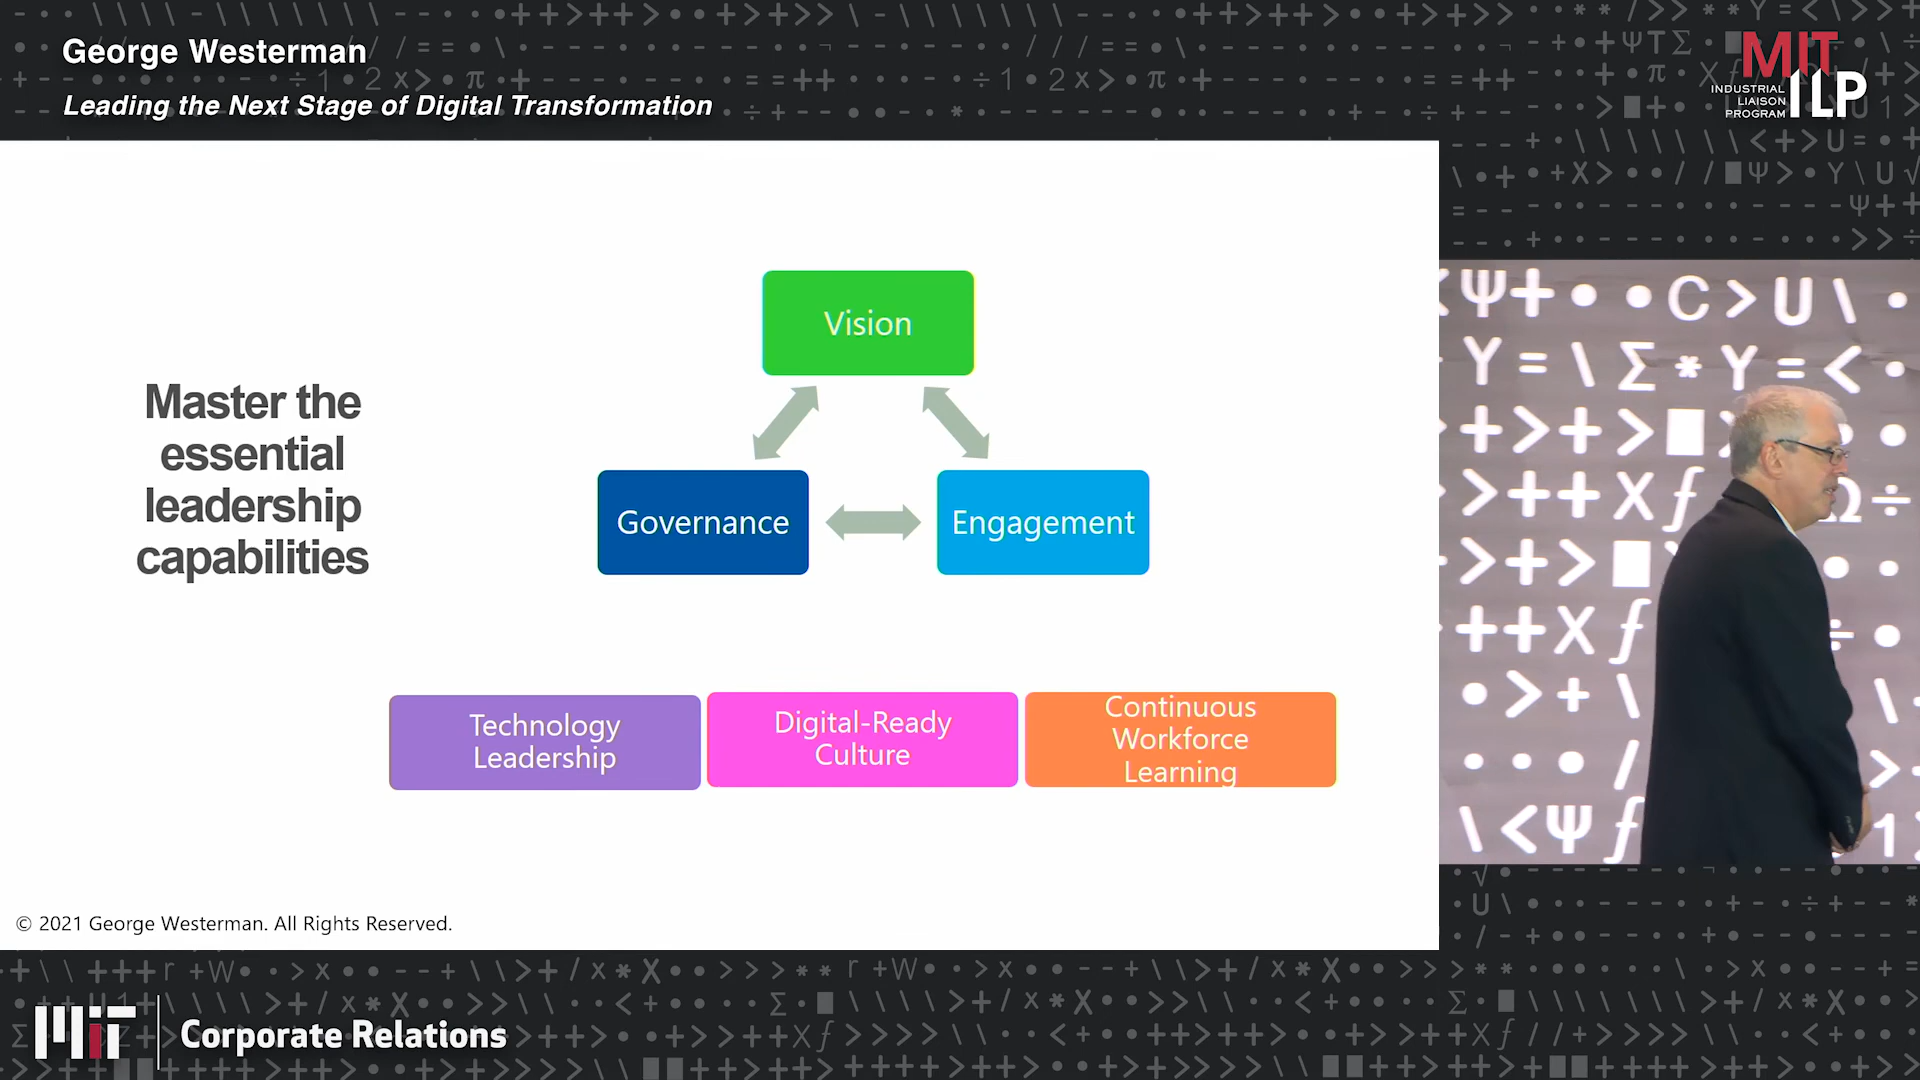 George Westerman
Leading the Next Stage of Digital Transformation
MIT
INDUSTRIAL
LIAISON
PROGRAM
ILP
Master the
essential
leadership
capabilities
Vision
Governance
Engagement
Technology
Leadership
Digital-Ready
Culture
Continuous
Workforce
Learning
© 2021 George Westerman. All Rights Reserved.
MIT
Corporate Relations